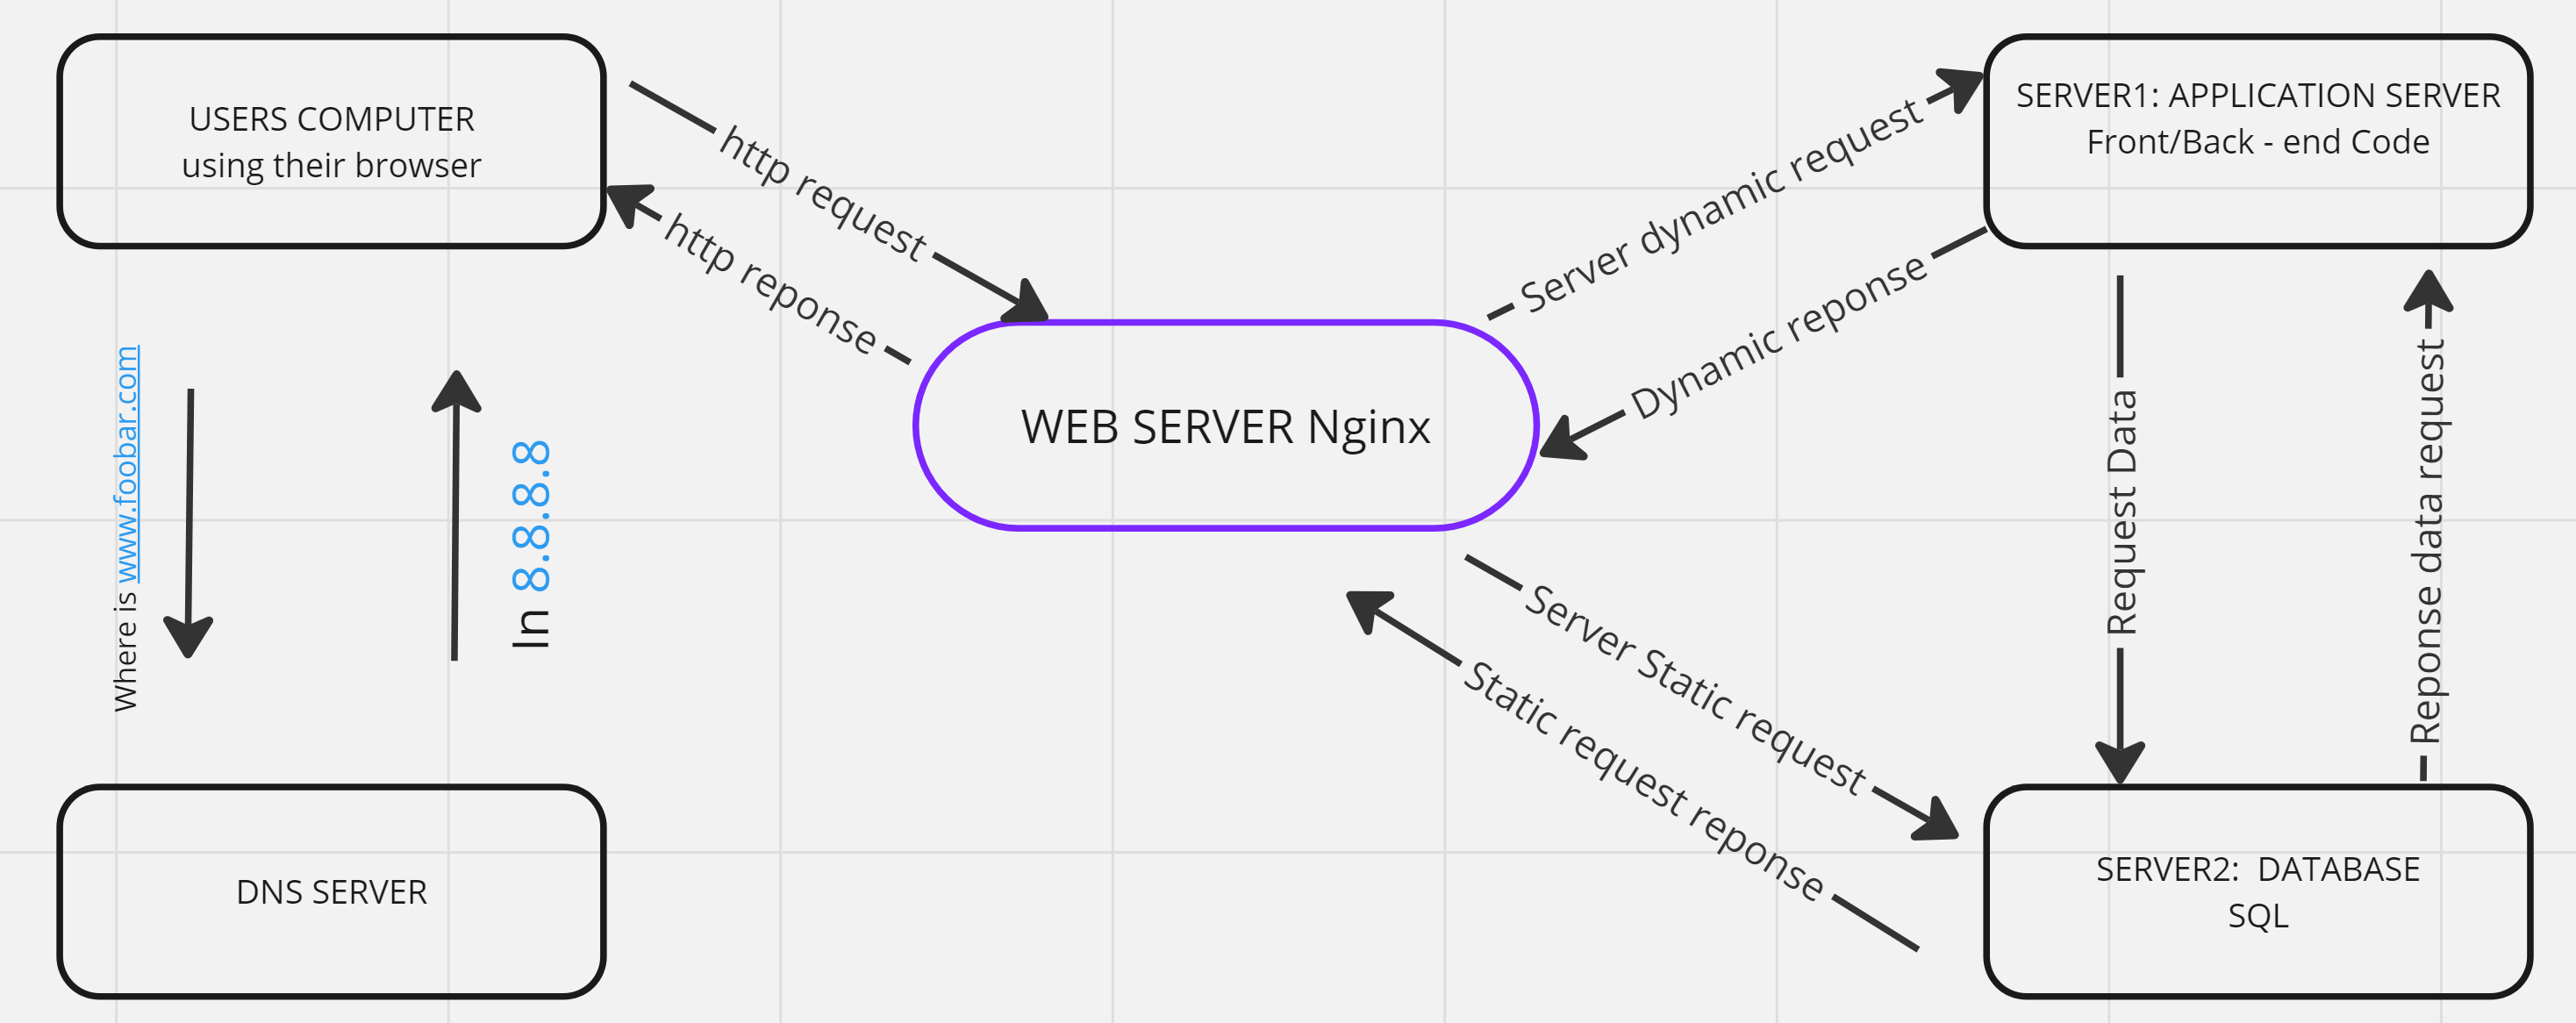 USERS COMPUTER
using their browser
http request
http reponse
Where is www.foobar.com
In 8.8.8.8
DNS SERVER
WEB SERVER Nginx
Server dynamic request
Dynamic reponse
Server Static request
Static request reponse
SERVER1: APPLICATION SERVER
Front/Back - end Code
Request Data
Reponse data request
SERVER2:  DATABASE
SQL